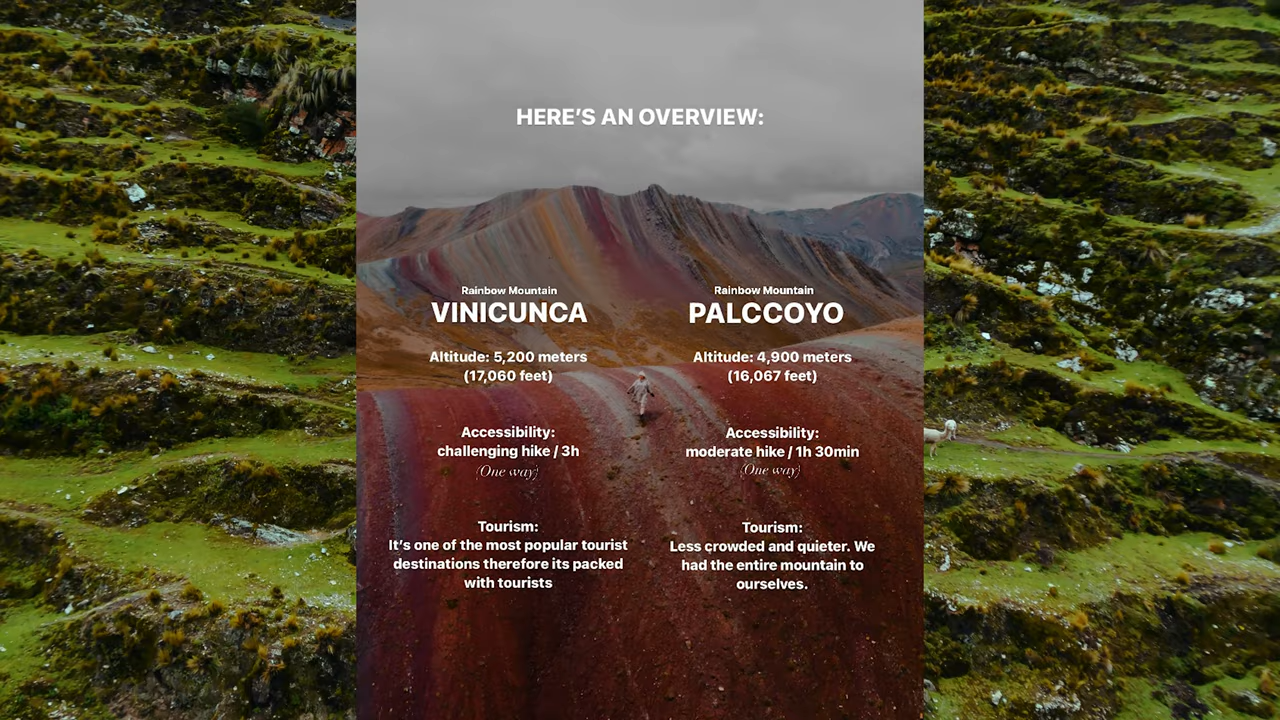 HERE'S AN OVERVIEW:
Rainbow Mountain
VINICUNCA
Altitude: 5,200 meters
(17,060 feet)
Accessibility:
challenging hike / 3h
(One way)
Tourism:
It's one of the most popular tourist
destinations therefore its packed
with tourists
Rainbow Mountain
PALCCOYO
Altitude: 4,900 meters
(16,067 feet)
Accessibility:
moderate hike / 1h 30min
(One way)
Tourism:
Less crowded and quieter. We
had the entire mountain to
ourselves.